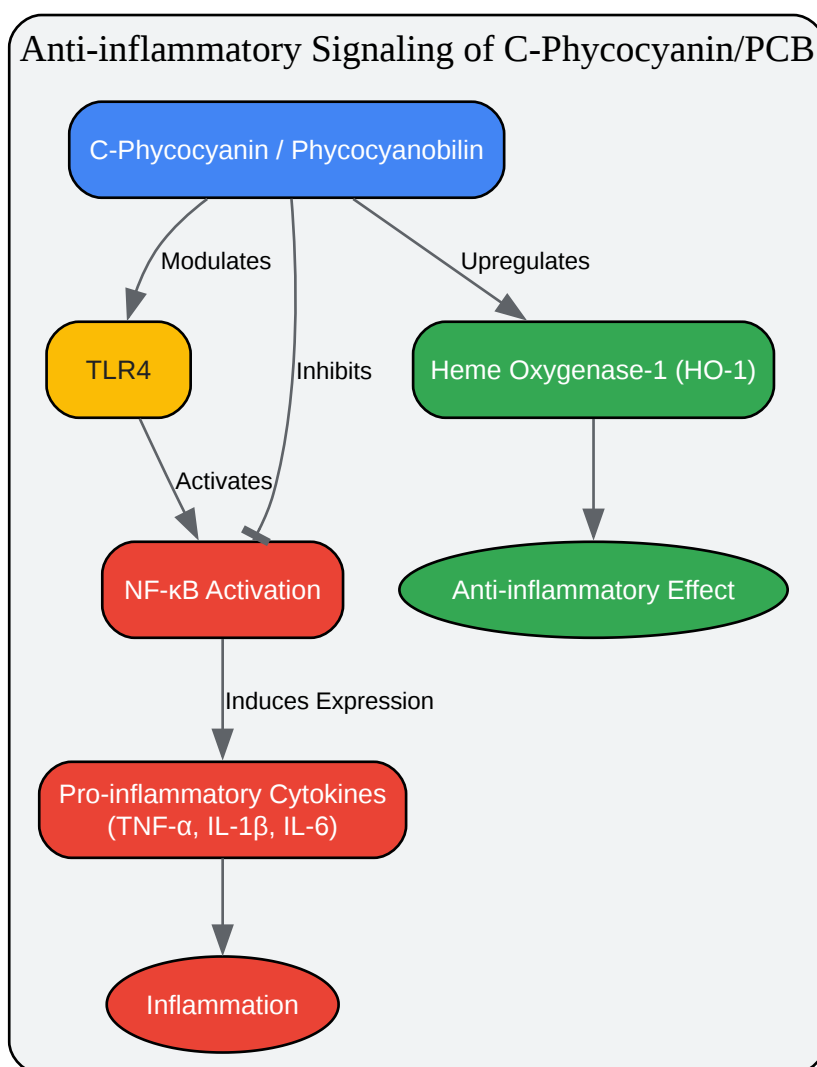 Anti-inflammatory Signaling of C-Phycocyanin/PCB
C-Phycocyanin / Phycocyanobilin
Modulates
Upregulates
TLR4
Inhibits
Heme Oxygenase-1 (HO-1)
Activates
NF-κB Activation
Anti-inflammatory Effect
Induces Expression
Pro-inflammatory Cytokines
(TNF-α, IL-1β, IL-6)
Inflammation